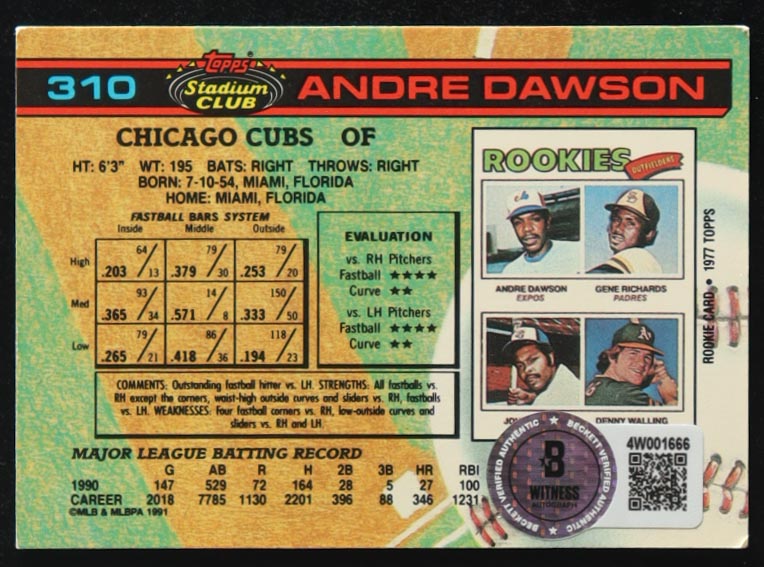 310 Topps Stadium CLUB ANDRE DAWSON
CHICAGO CUBS OF
HT: 6'3" WT: 195 BATS: RIGHT THROWS: RIGHT
BORN: 7-10-54, MIAMI, FLORIDA
HOME: MIAMI, FLORIDA
FASTBALL BARS SYSTEM
Inside Middle Outside
High .203 64/13 .379 79/30 .253 79/20
Med .365 93/34 .571 14/8 .333 150/50
Low .265 79/21 .418 86/36 .194 118/23
EVALUATION
vs. RH Pitchers
Fastball ★★★★
Curve ★★
vs. LH Pitchers
Fastball ★★★★
Curve ★★
COMMENTS: Outstanding fastball hitter vs. LH. STRENGTHS: All fastballs vs.
RH except the corners, waist-high outside curves and sliders vs. RH, fastballs
vs. LH. WEAKNESSES: Four fastball corners vs. RH, low-outside curves and
sliders vs. RH and LH
MAJOR LEAGUE BATTING RECORD
G AB R H 2B 3B HR RBI
1990 147 529 72 164 28 5 27 100
CAREER 2018 7785 1130 2201 396 88 346 1231
©MLB & MLBPA 1991
ROOKIES OUTFIELDERS
ANDRE DAWSON
EXPOS
GENE RICHARDS
PADRES
DENNY WALLING
ROOKIE CARD • 1977 TOPPS
BECKETT VERIFIED AUTHENTIC ★ BECKETT VERIFIED AUTHENTIC ★
B
WITNESS
AUTOGRAPH
4W001666